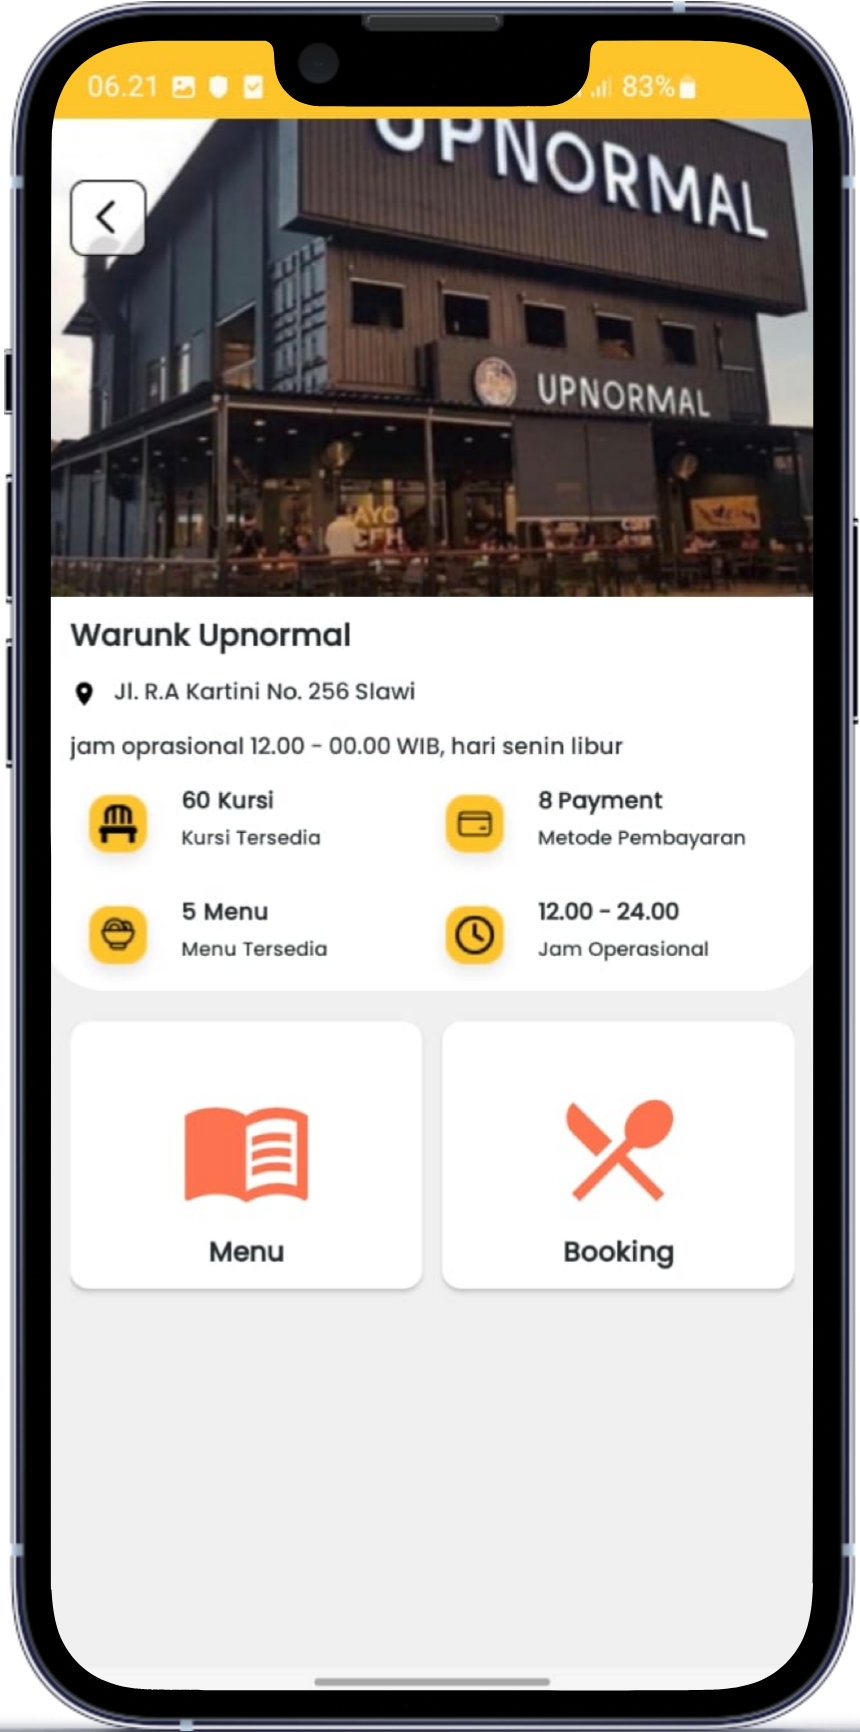 06.21
83%
UPNORMAL
UPNORMAL
AYO
Warunk Upnormal
Jl. R.A Kartini No. 256 Slawi
jam oprasional 12.00 - 00.00 WIB, hari senin libur
60 Kursi
Kursi Tersedia
8 Payment
Metode Pembayaran
5 Menu
Menu Tersedia
12.00 - 24.00
Jam Operasional
Menu
Booking